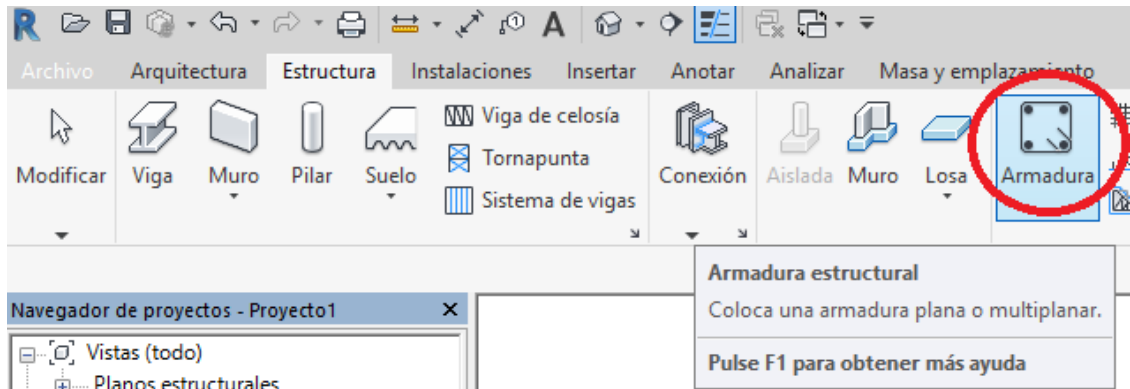 Archivo Arquitectura Estructura Instalaciones Insertar Anotar Analizar Masa y emplazamiento
Modificar Viga Muro Pilar Suelo
Viga de celosía
Tornapunta
Sistema de vigas
Conexión Aislada Muro Losa Armadura
Armadura estructural
Coloca una armadura plana o multiplanar.
Pulse F1 para obtener más ayuda
Navegador de proyectos - Proyecto1
Vistas (todo)
Planos estructurales